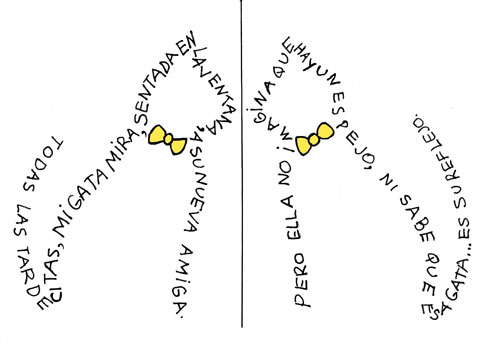 TODAS LAS TARDECITAS, MI GATA MIRA, SENTADA EN LA VENTANA, A SU NUEVA AMIGA.
PERO ELLA NO IMAGINA QUE HAY UN ESPEJO, NI SABE QUE ESA GATA... ES SU REFLEJO.